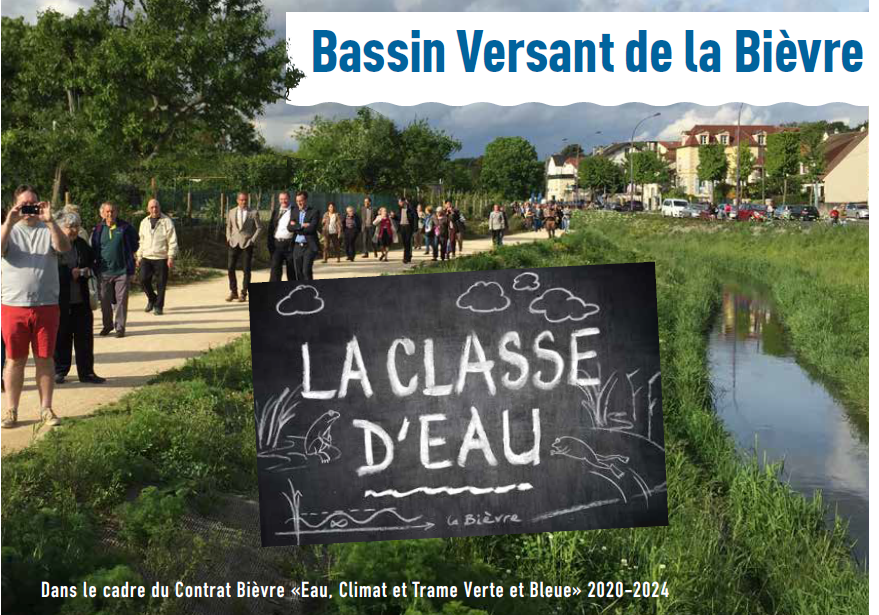 Bassin Versant de la Bièvre
LA CLASSE
D'EAU
la Bièvre
Dans le cadre du Contrat Bièvre «Eau, Climat et Trame Verte et Bleue» 2020-2024